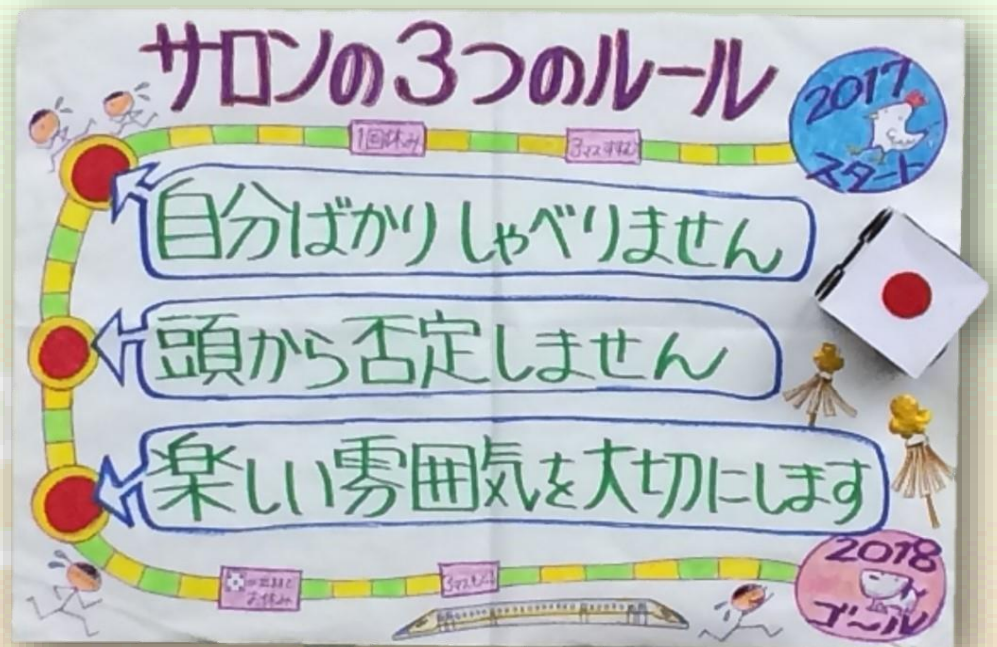 サロンの3つのルール
2017
スタート
1回休み
3マスすすむ
自分ばかりしゃべりません
頭から否定しません
楽しい雰囲気を大切にします
お休み
2018
ゴール